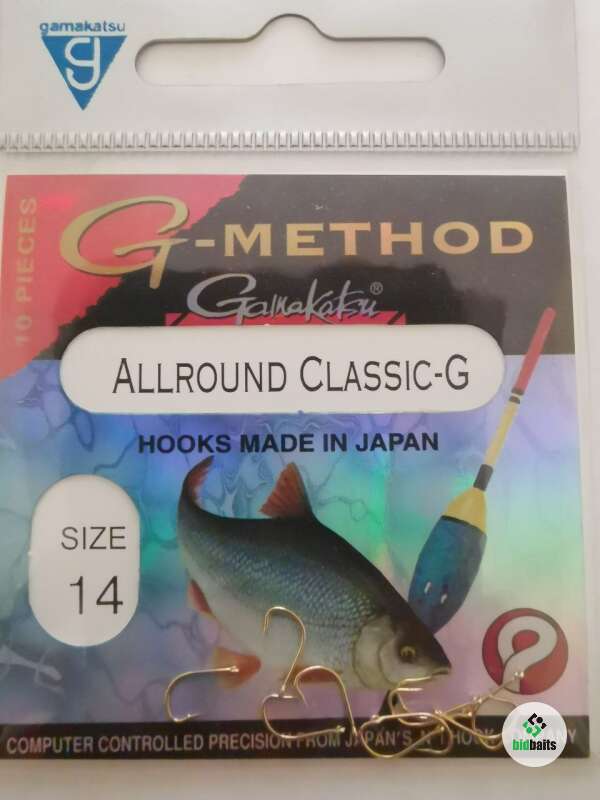 gamakatsu
g
10 PIECES
G-METHOD
Gamakatsu®
ALLROUND CLASSIC-G
HOOKS MADE IN JAPAN
SIZE
14
COMPUTER CONTROLLED PRECISION FROM JAPAN'S HOOK
bidbaits